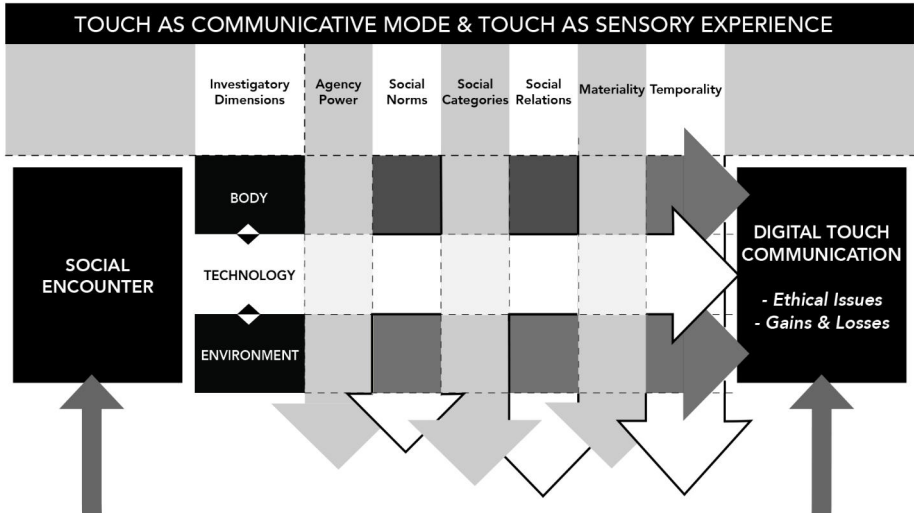 TOUCH AS COMMUNICATIVE MODE & TOUCH AS SENSORY EXPERIENCE
Investigatory
Dimensions
Agency
Power
Social
Norms
Social
Categories
Social
Relations
Materiality
Temporality
SOCIAL
ENCOUNTER
BODY
TECHNOLOGY
ENVIRONMENT
DIGITAL TOUCH
COMMUNICATION
- Ethical Issues
- Gains & Losses